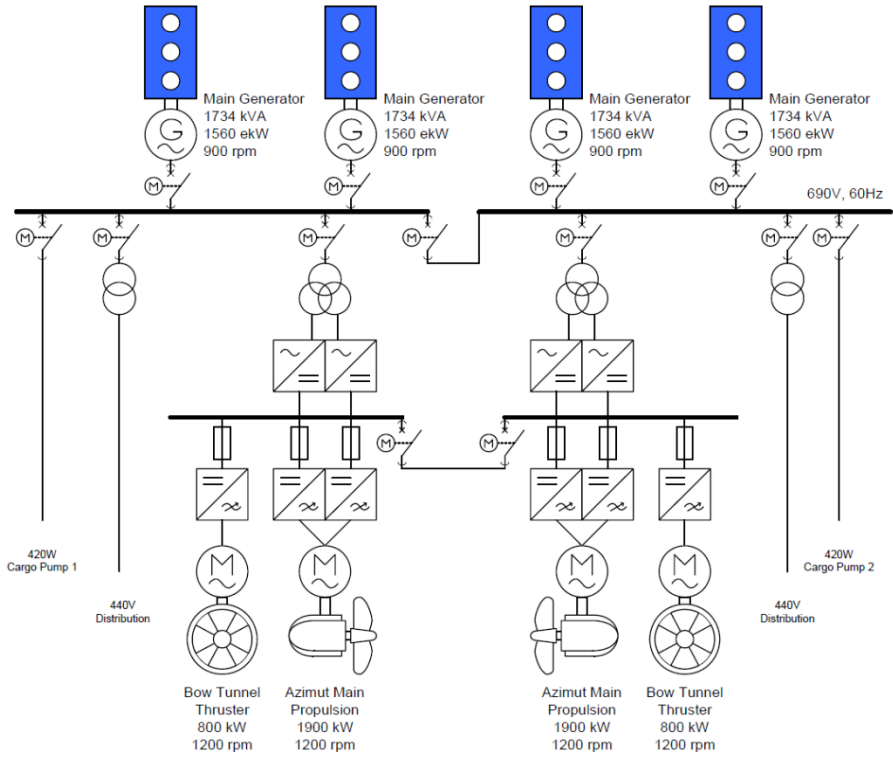 Main Generator
1734 kVA
1560 ekW
900 rpm
Main Generator
1734 kVA
1560 ekW
900 rpm
Main Generator
1734 kVA
1560 ekW
900 rpm
Main Generator
1734 kVA
1560 ekW
900 rpm
G
G
G
G
M
M
M
M
690V, 60Hz
M
M
M
M
M
M
M
M
M
M
420W
Cargo Pump 1
420W
Cargo Pump 2
M
M
M
M
440V
Distribution
440V
Distribution
Bow Tunnel
Thruster
800 kW
1200 rpm
Azimut Main
Propulsion
1900 kW
1200 rpm
Azimut Main
Propulsion
1900 kW
1200 rpm
Bow Tunnel
Thruster
800 kW
1200 rpm